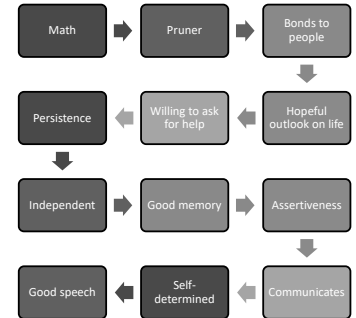 Math
Pruner
Bonds to
people
Hopeful
outlook on life
Willing to ask
for help
Persistence
Independent
Good memory
Assertiveness
Communicates
Self-
determined
Good speech